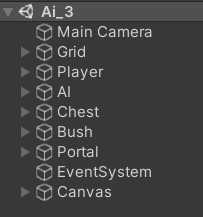 Ai_3
Main Camera
Grid
Player
AI
Chest
Bush
Portal
EventSystem
Canvas